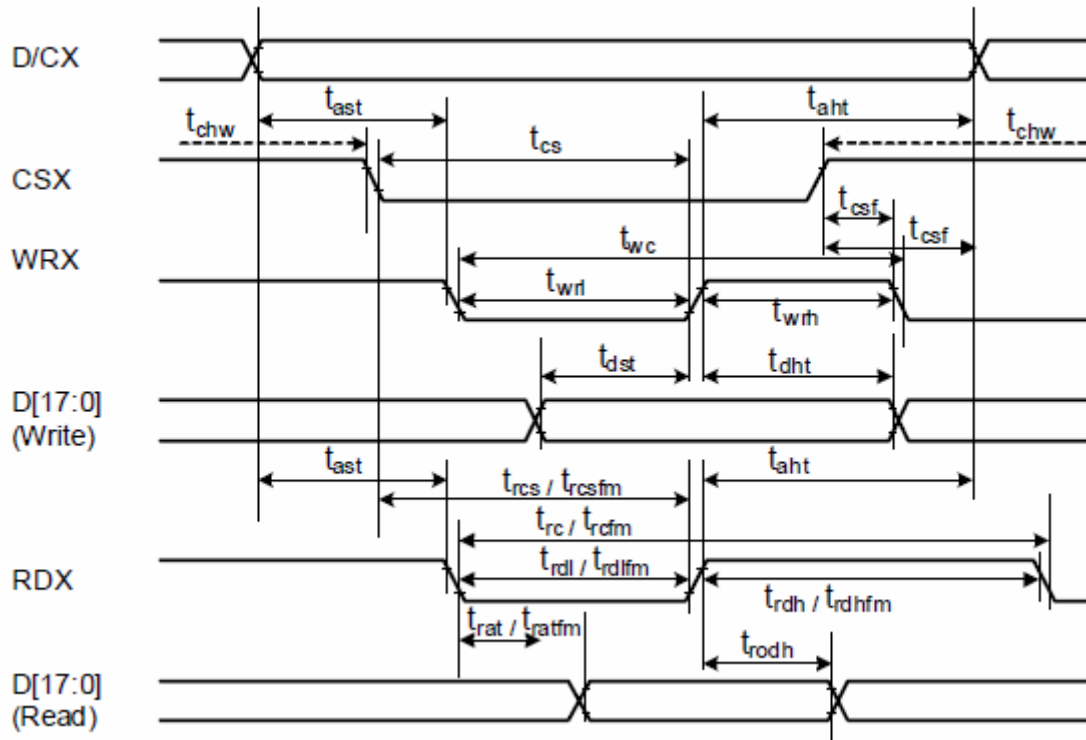 D/CX
t_ast
t_aht
t_chw
t_chw
t_cs
CSX
t_csf
t_csf
WRX
t_wc
t_wrl
t_wrh
t_dst
t_dht
D[17:0]
(Write)
t_ast
t_aht
t_rcs / t_rcsfm
t_rc / t_rcfm
RDX
t_rdl / t_rdlfm
t_rdh / t_rdhfm
t_rat / t_ratfm
t_rodh
D[17:0]
(Read)